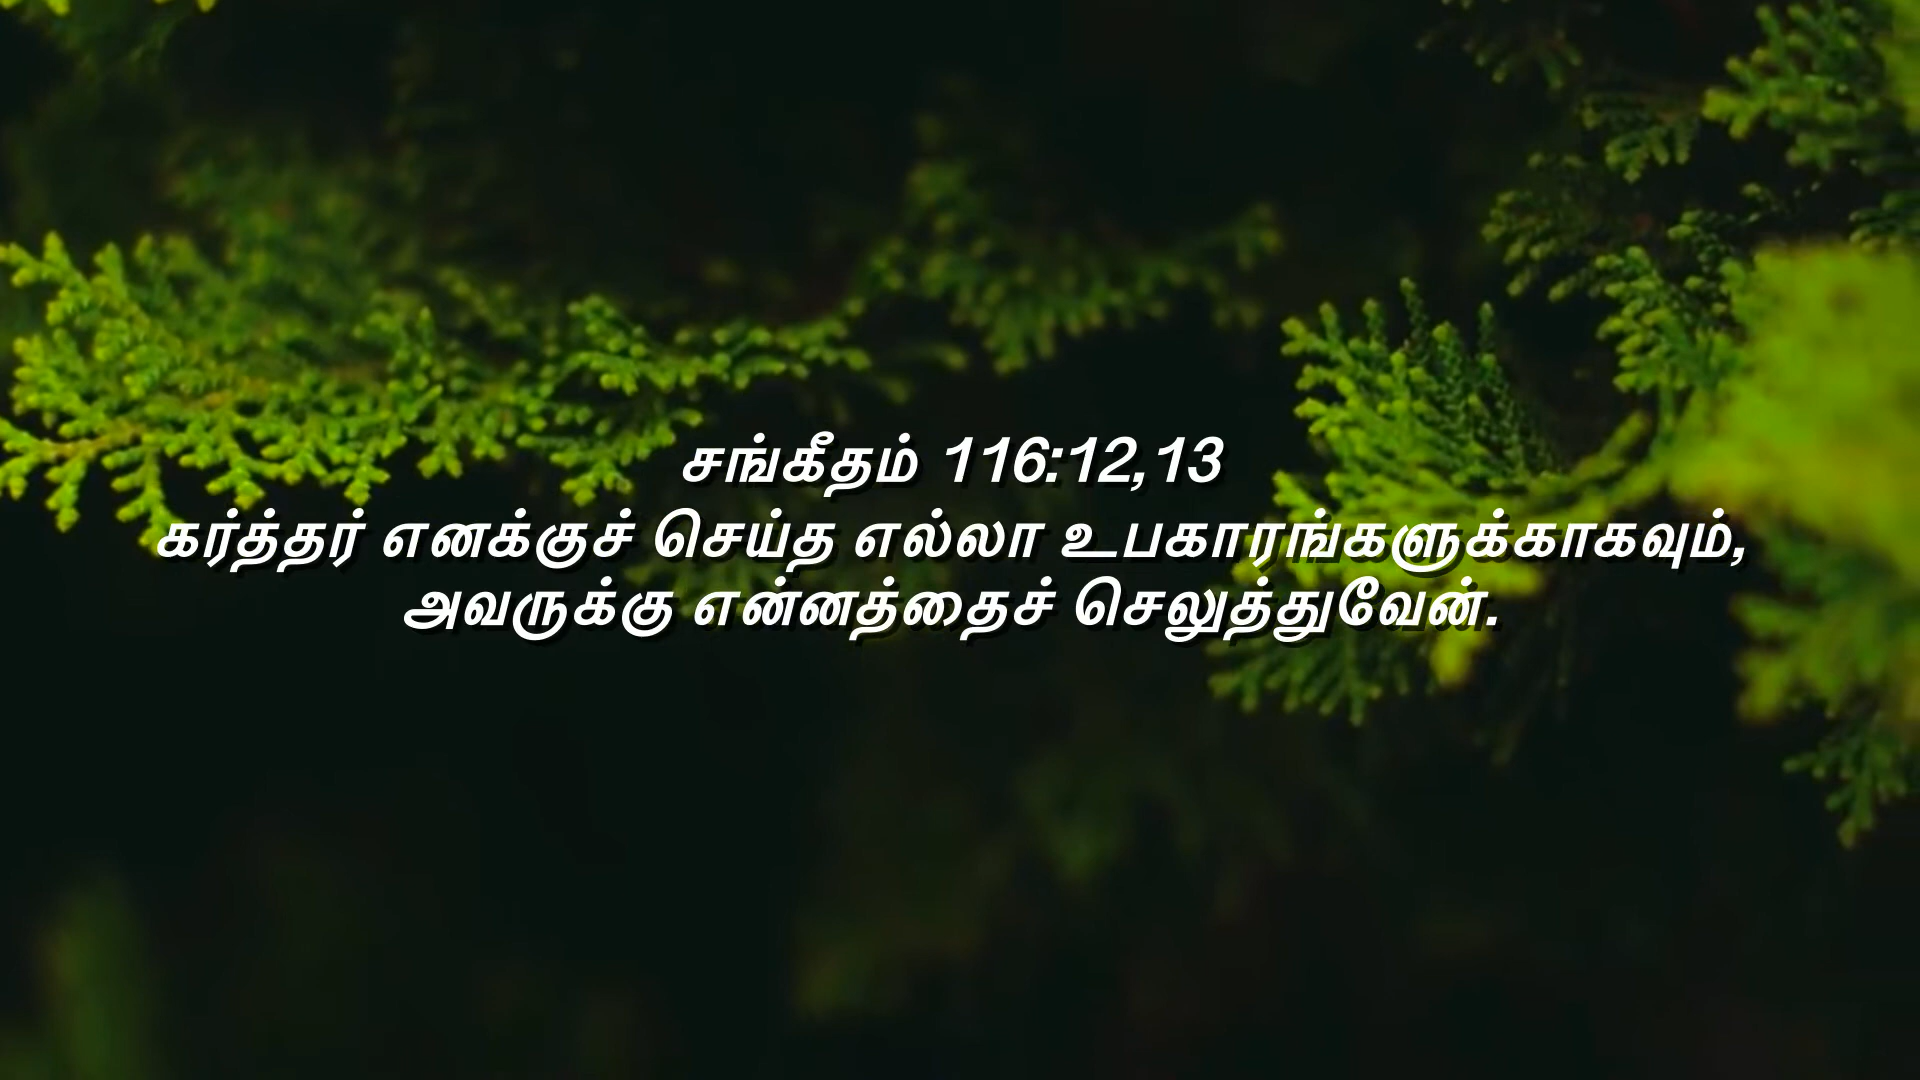 சங்கீதம் 116:12,13
கர்த்தர் எனக்குச் செய்த எல்லா உபகாரங்களுக்காகவும்,
அவருக்கு என்னத்தைச் செலுத்துவேன்.